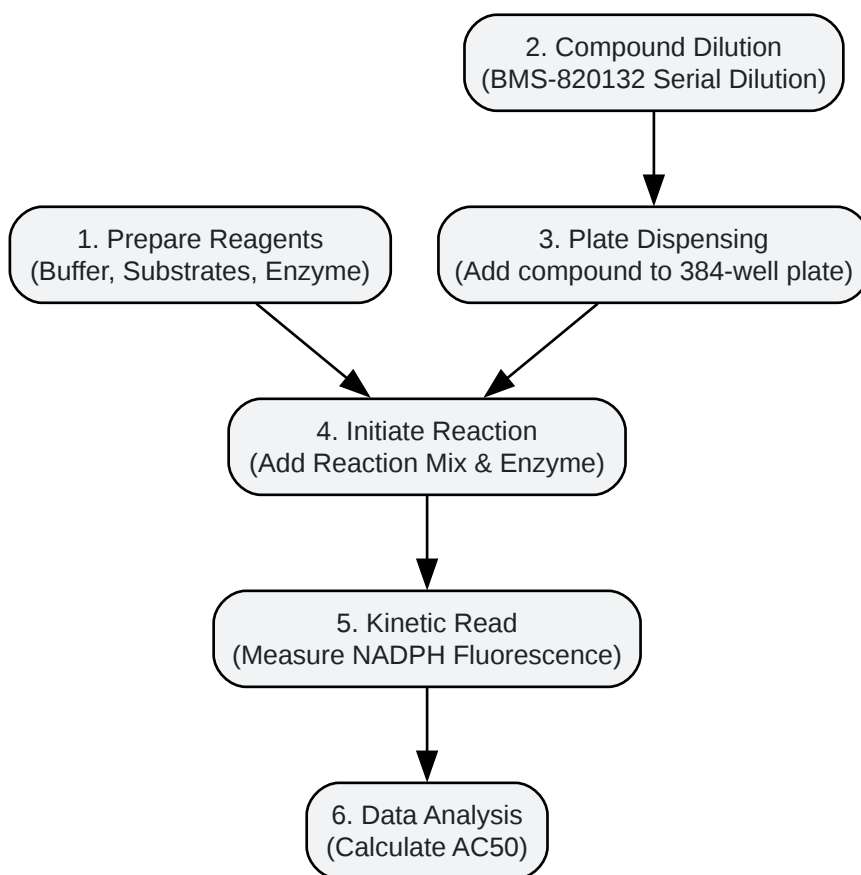 2. Compound Dilution
(BMS-820132 Serial Dilution)
1. Prepare Reagents
(Buffer, Substrates, Enzyme)
3. Plate Dispensing
(Add compound to 384-well plate)
4. Initiate Reaction
(Add Reaction Mix & Enzyme)
5. Kinetic Read
(Measure NADPH Fluorescence)
6. Data Analysis
(Calculate AC50)